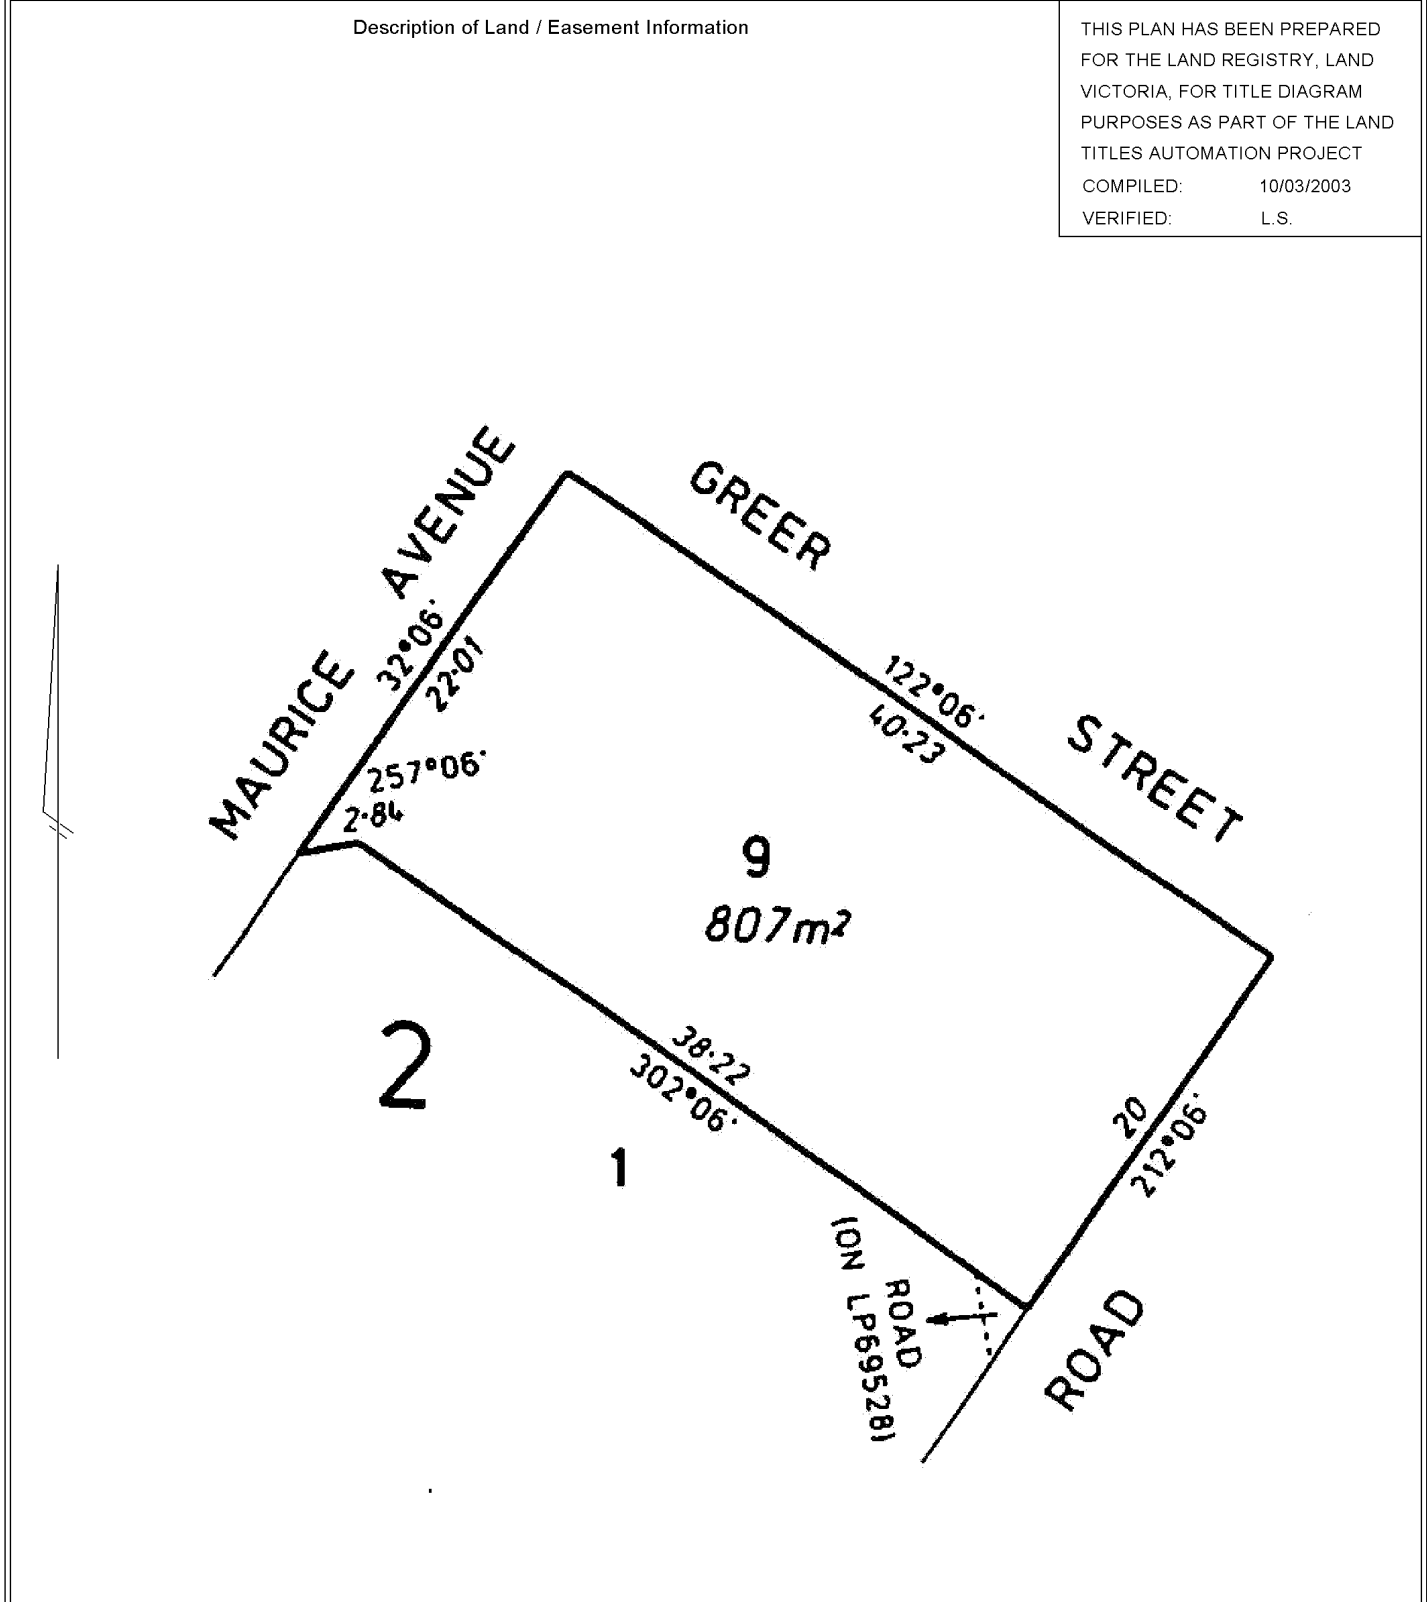 Description of Land / Easement Information
THIS PLAN HAS BEEN PREPARED
FOR THE LAND REGISTRY, LAND
VICTORIA, FOR TITLE DIAGRAM
PURPOSES AS PART OF THE LAND
TITLES AUTOMATION PROJECT
COMPILED: 10/03/2003
VERIFIED: L.S.
MAURICE AVENUE
GREER STREET
32°06'
22·01
122°06'
40·23
257°06'
2·84
9
807m²
38·22
302°06'
20
212°06'
2
1
ROAD
(ON LP69528)
ROAD